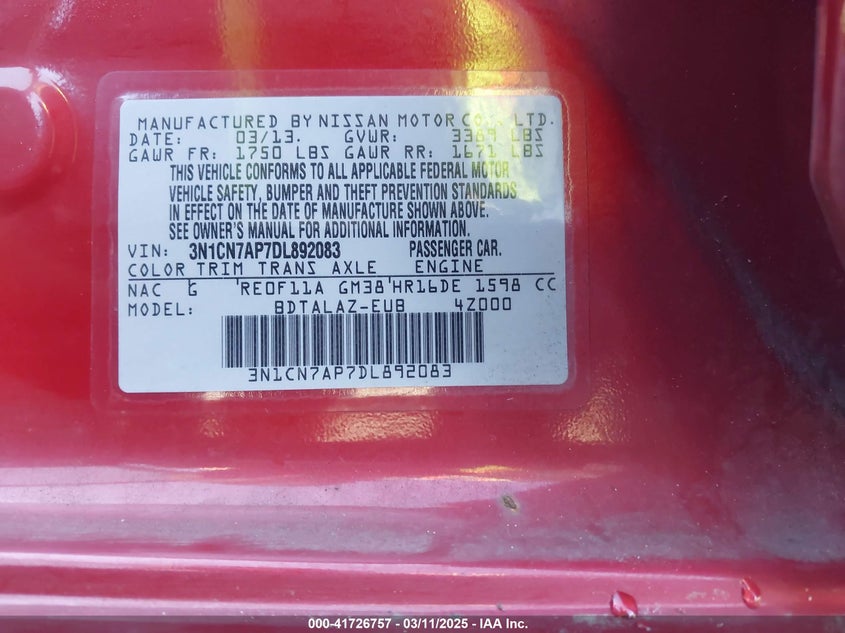 MANUFACTURED BY NISSAN MOTOR CO., LTD.
DATE: 03/13. GVWR: 3369 LBS
GAWR FR: 1750 LBS GAWR RR: 1671 LBS
THIS VEHICLE CONFORMS TO ALL APPLICABLE FEDERAL MOTOR
VEHICLE SAFETY, BUMPER AND THEFT PREVENTION STANDARDS
IN EFFECT ON THE DATE OF MANUFACTURE SHOWN ABOVE.
SEE OWNER'S MANUAL FOR ADDITIONAL INFORMATION.
VIN: 3N1CN7AP7DL892083 PASSENGER CAR.
COLOR TRIM TRANS AXLE ENGINE
NAC G RE0F11A GM38 HR16DE 1598 CC
MODEL: BDTALAZ-EUB 4Z000
3N1CN7AP7DL892083
000-41726757 - 03/11/2025 - IAA Inc.